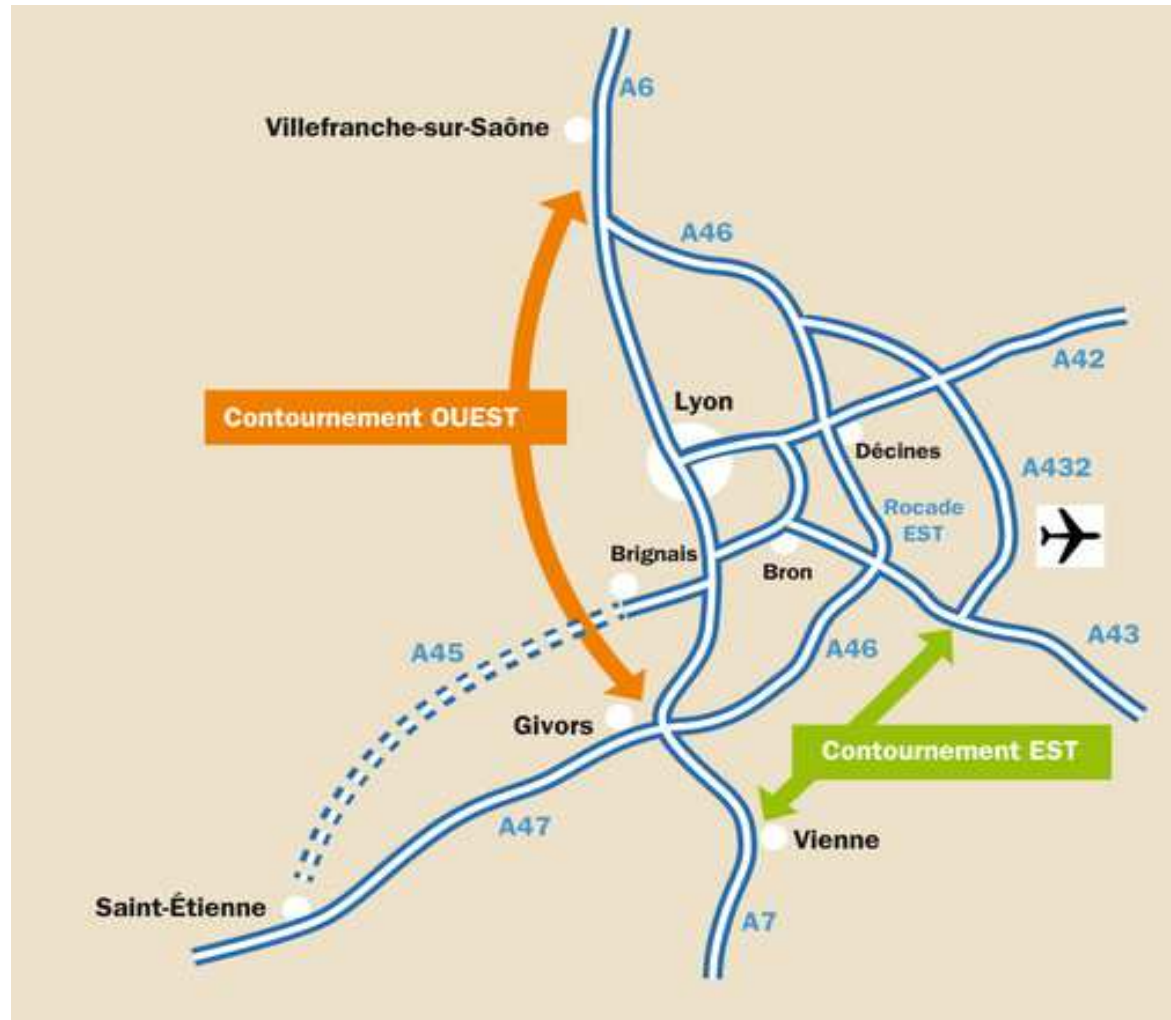 A6
Villefranche-sur-Saône
A46
A42
Contournement OUEST
Lyon
Décines
A432
Rocade
EST
Brignais
Bron
A45
A46
A43
Givors
Contournement EST
A47
Vienne
Saint-Étienne
A7